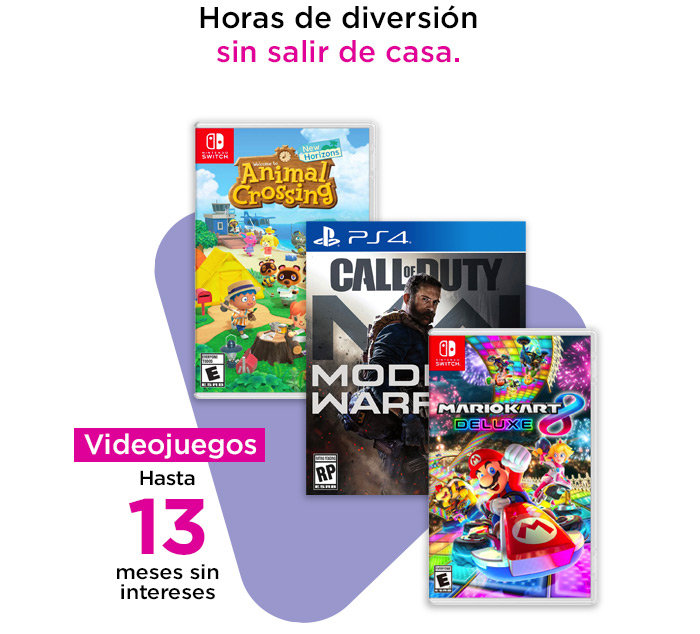 Horas de diversión
sin salir de casa.
NINTENDO
SWITCH
New
Horizons
Welcome to
Animal
Crossing
EVERYONE
E
ESRB
PS4
CALL OF DUTY
MW
MODE
WARF
RATING PENDING
RP
ESRB
NINTENDO
SWITCH
MARIOKART 8
DELUXE
M
EVERYONE
E
ESRB
Videojuegos
Hasta
13
meses sin
intereses